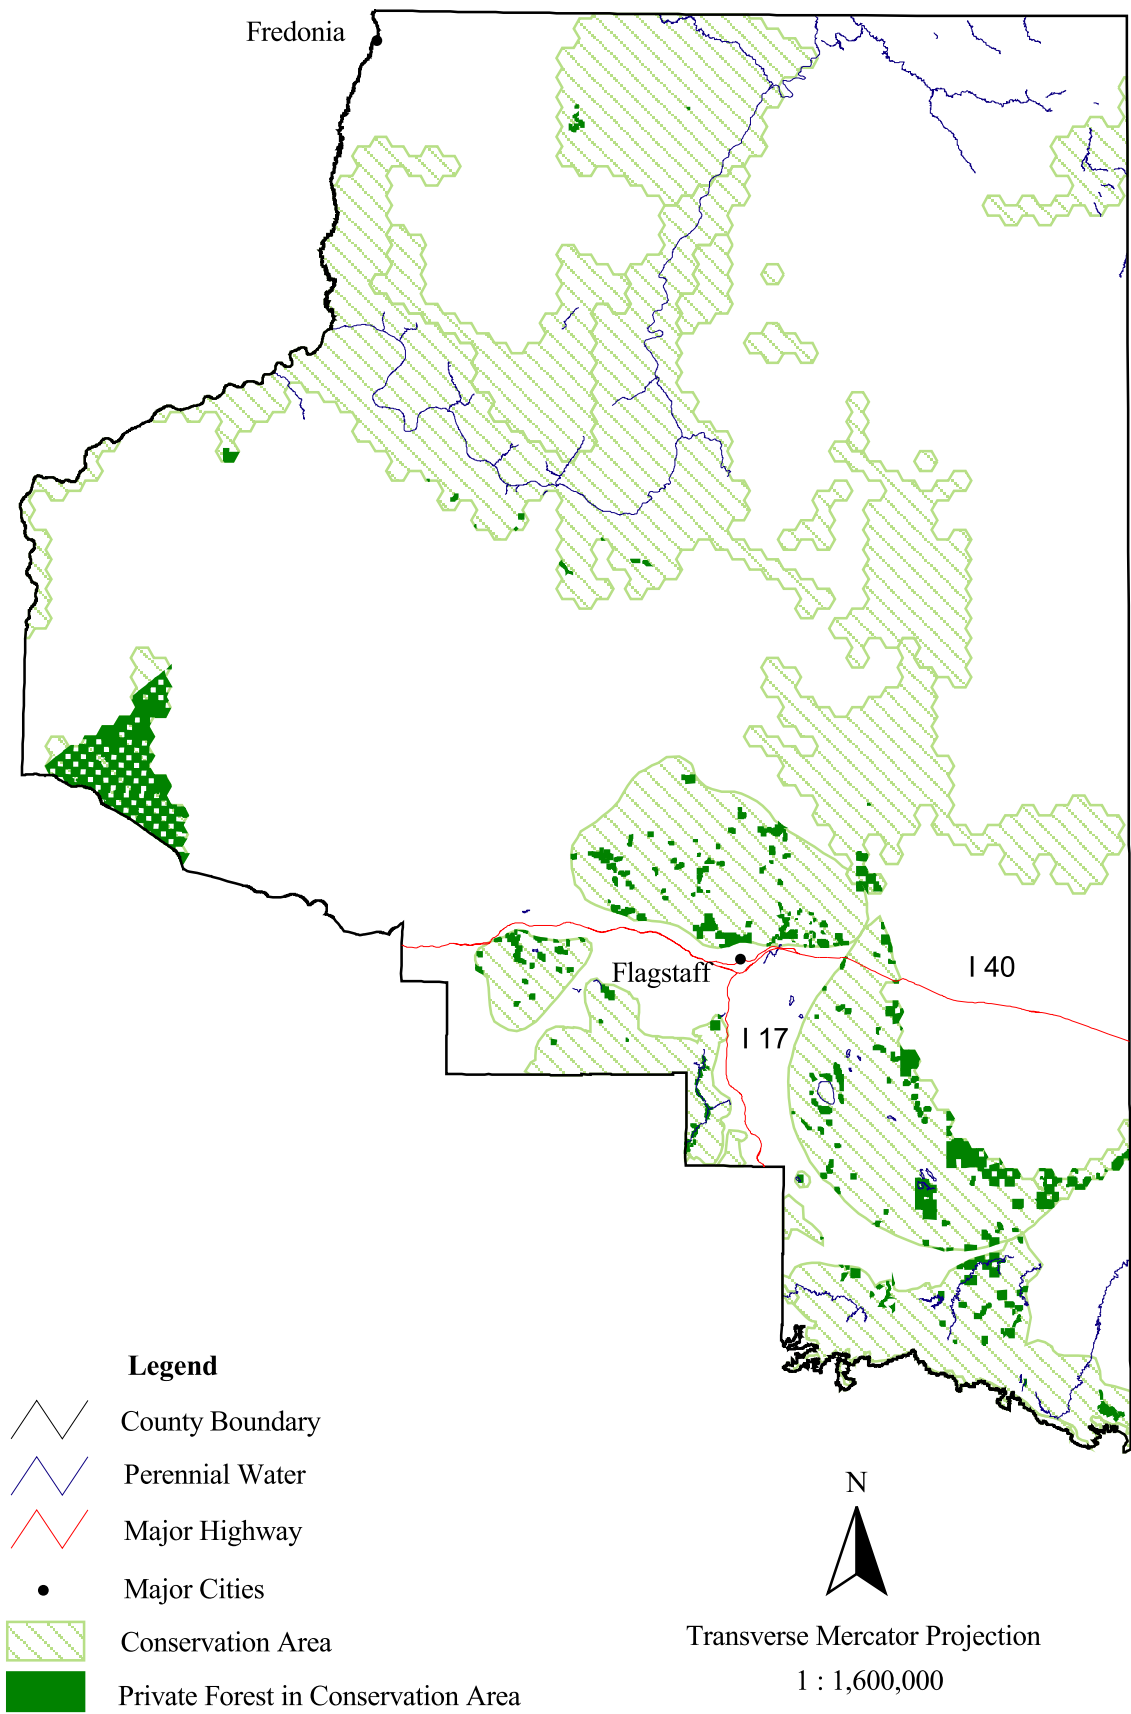 Fredonia
I 40
Flagstaff
I 17
Legend
County Boundary
Perennial Water
Major Highway
Major Cities
Conservation Area
Private Forest in Conservation Area
N
Transverse Mercator Projection
1 : 1,600,000